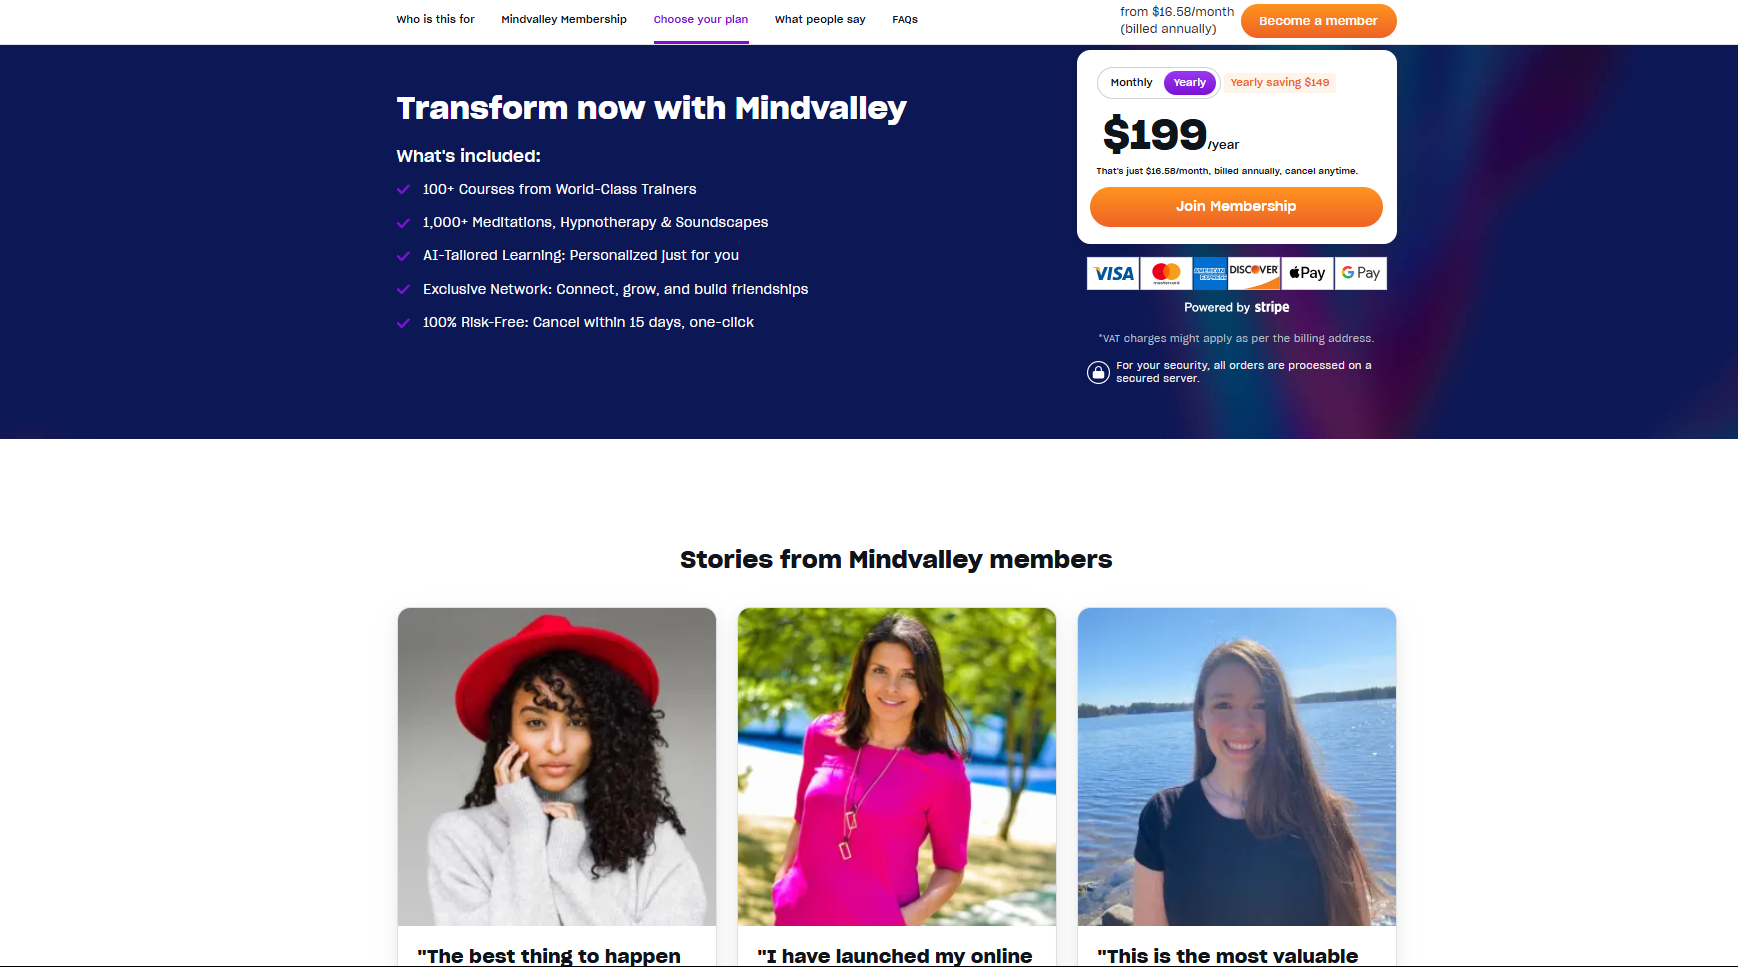 Who is this for
Mindvalley Membership
Choose your plan
What people say
FAQs
from $16.58/month
(billed annually)
Become a member
Transform now with Mindvalley
What's included:
100+ Courses from World-Class Trainers
1,000+ Meditations, Hypnotherapy & Soundscapes
AI-Tailored Learning: Personalized just for you
Exclusive Network: Connect, grow, and build friendships
100% Risk-Free: Cancel within 15 days, one-click
Monthly
Yearly
Yearly saving $149
$199/year
That's just $16.58/month, billed annually, cancel anytime.
Join Membership
VISA
mastercard
AMERICAN EXPRESS
DISCOVER
Pay
G Pay
Powered by stripe
*VAT charges might apply as per the billing address.
For your security, all orders are processed on a
secured server.
Stories from Mindvalley members
"The best thing to happen
"I have launched my online
"This is the most valuable